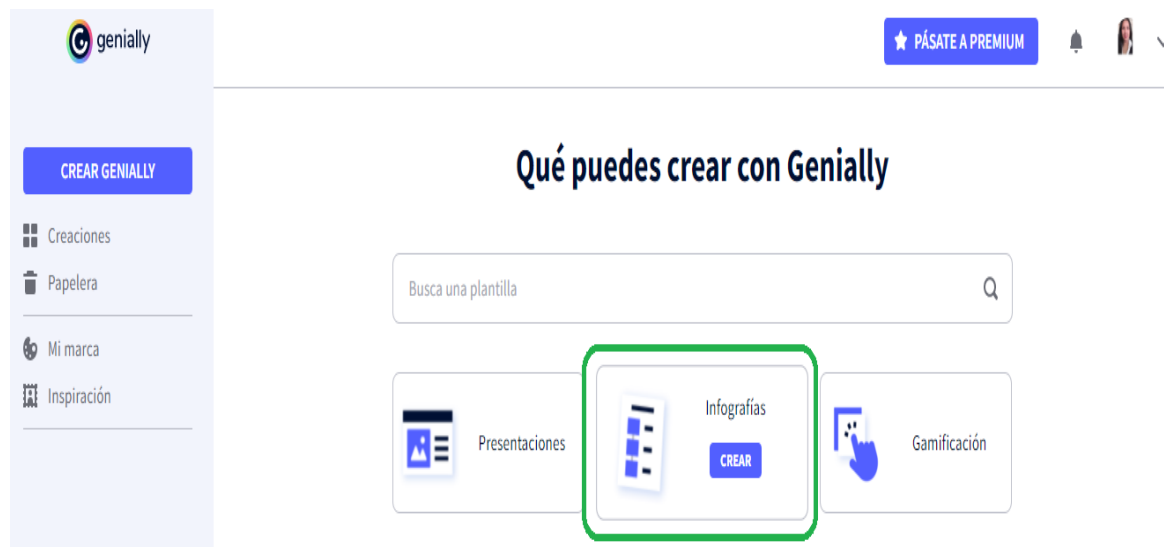 genially
PÁSATE A PREMIUM
CREAR GENIALLY
Creaciones
Papelera
Mi marca
Inspiración
Qué puedes crear con Genially
Busca una plantilla
Presentaciones
Infografías
CREAR
Gamificación